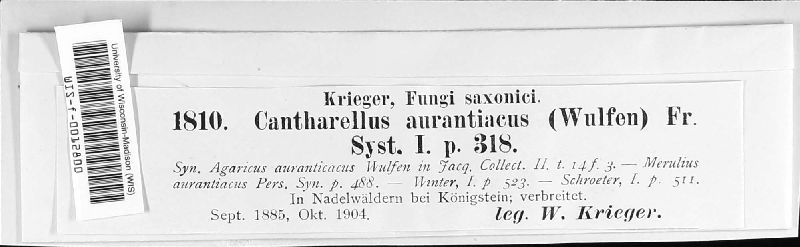 University of Wisconsin-Madison (WIS)
WIS-f-0012800
Krieger, Fungi saxonici.
1810. Cantharellus aurantiacus (Wulfen) Fr.
Syst. I. p. 318.
Syn. Agaricus auranticacus Wulfen in Jacq. Collect. II. t. 14 f. 3. — Merulius
aurantiacus Pers. Syn. p. 488. — Winter, I. p 523. — Schroeter, I. p. 511.
In Nadelwäldern bei Königstein; verbreitet.
Sept. 1885, Okt. 1904. leg. W. Krieger.